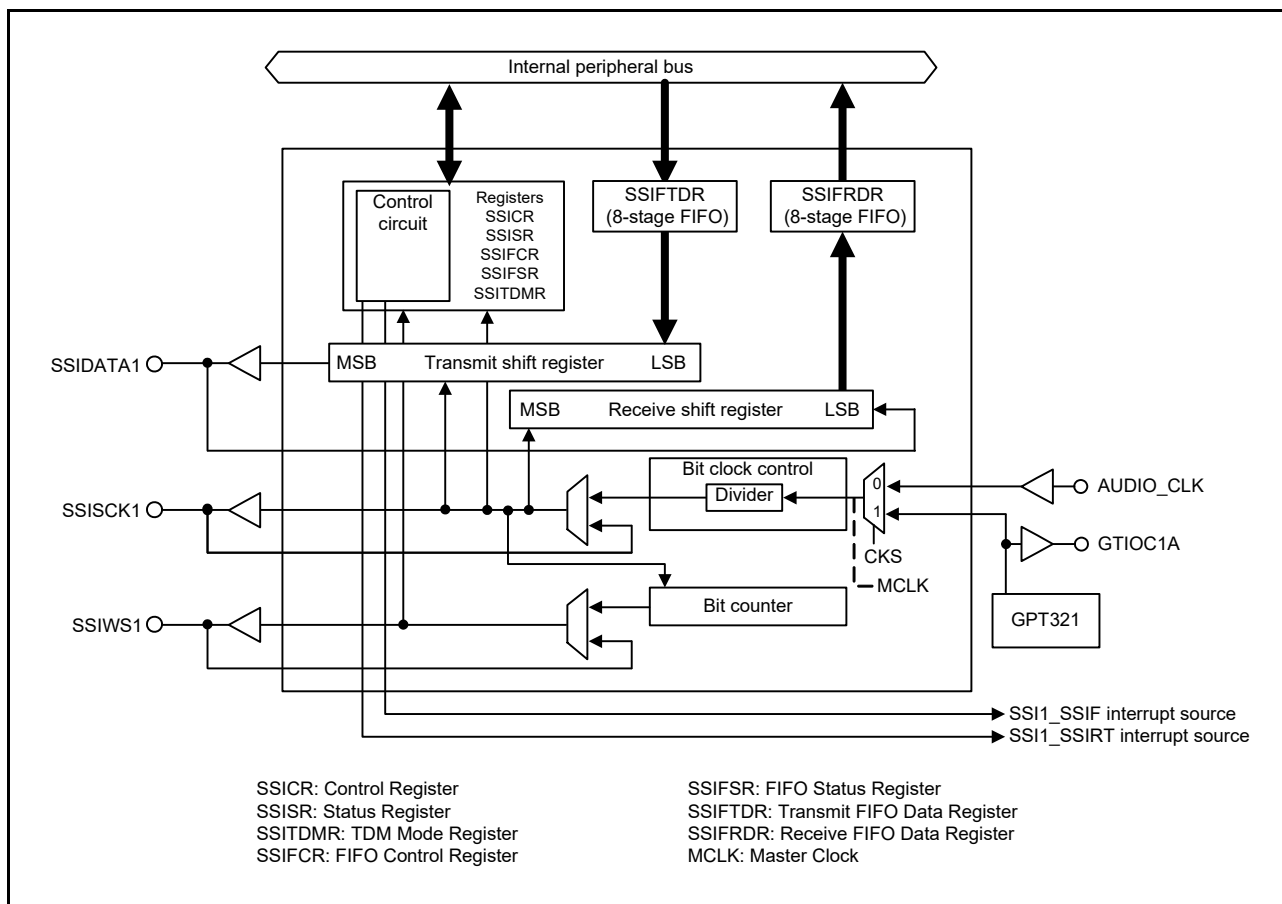 Internal peripheral bus
Control circuit
Registers
SSICR
SSISR
SSIFCR
SSIFSR
SSITDMR
SSIFTDR
(8-stage FIFO)
SSIFRDR
(8-stage FIFO)
SSIDATA1
MSB Transmit shift register LSB
MSB Receive shift register LSB
SSISCK1
Bit clock control
Divider
0
1
AUDIO_CLK
GTIOC1A
CKS
MCLK
SSIWS1
Bit counter
GPT321
SSI1_SSIF interrupt source
SSI1_SSIRT interrupt source
SSICR: Control Register
SSISR: Status Register
SSITDMR: TDM Mode Register
SSIFCR: FIFO Control Register
SSIFSR: FIFO Status Register
SSIFTDR: Transmit FIFO Data Register
SSIFRDR: Receive FIFO Data Register
MCLK: Master Clock